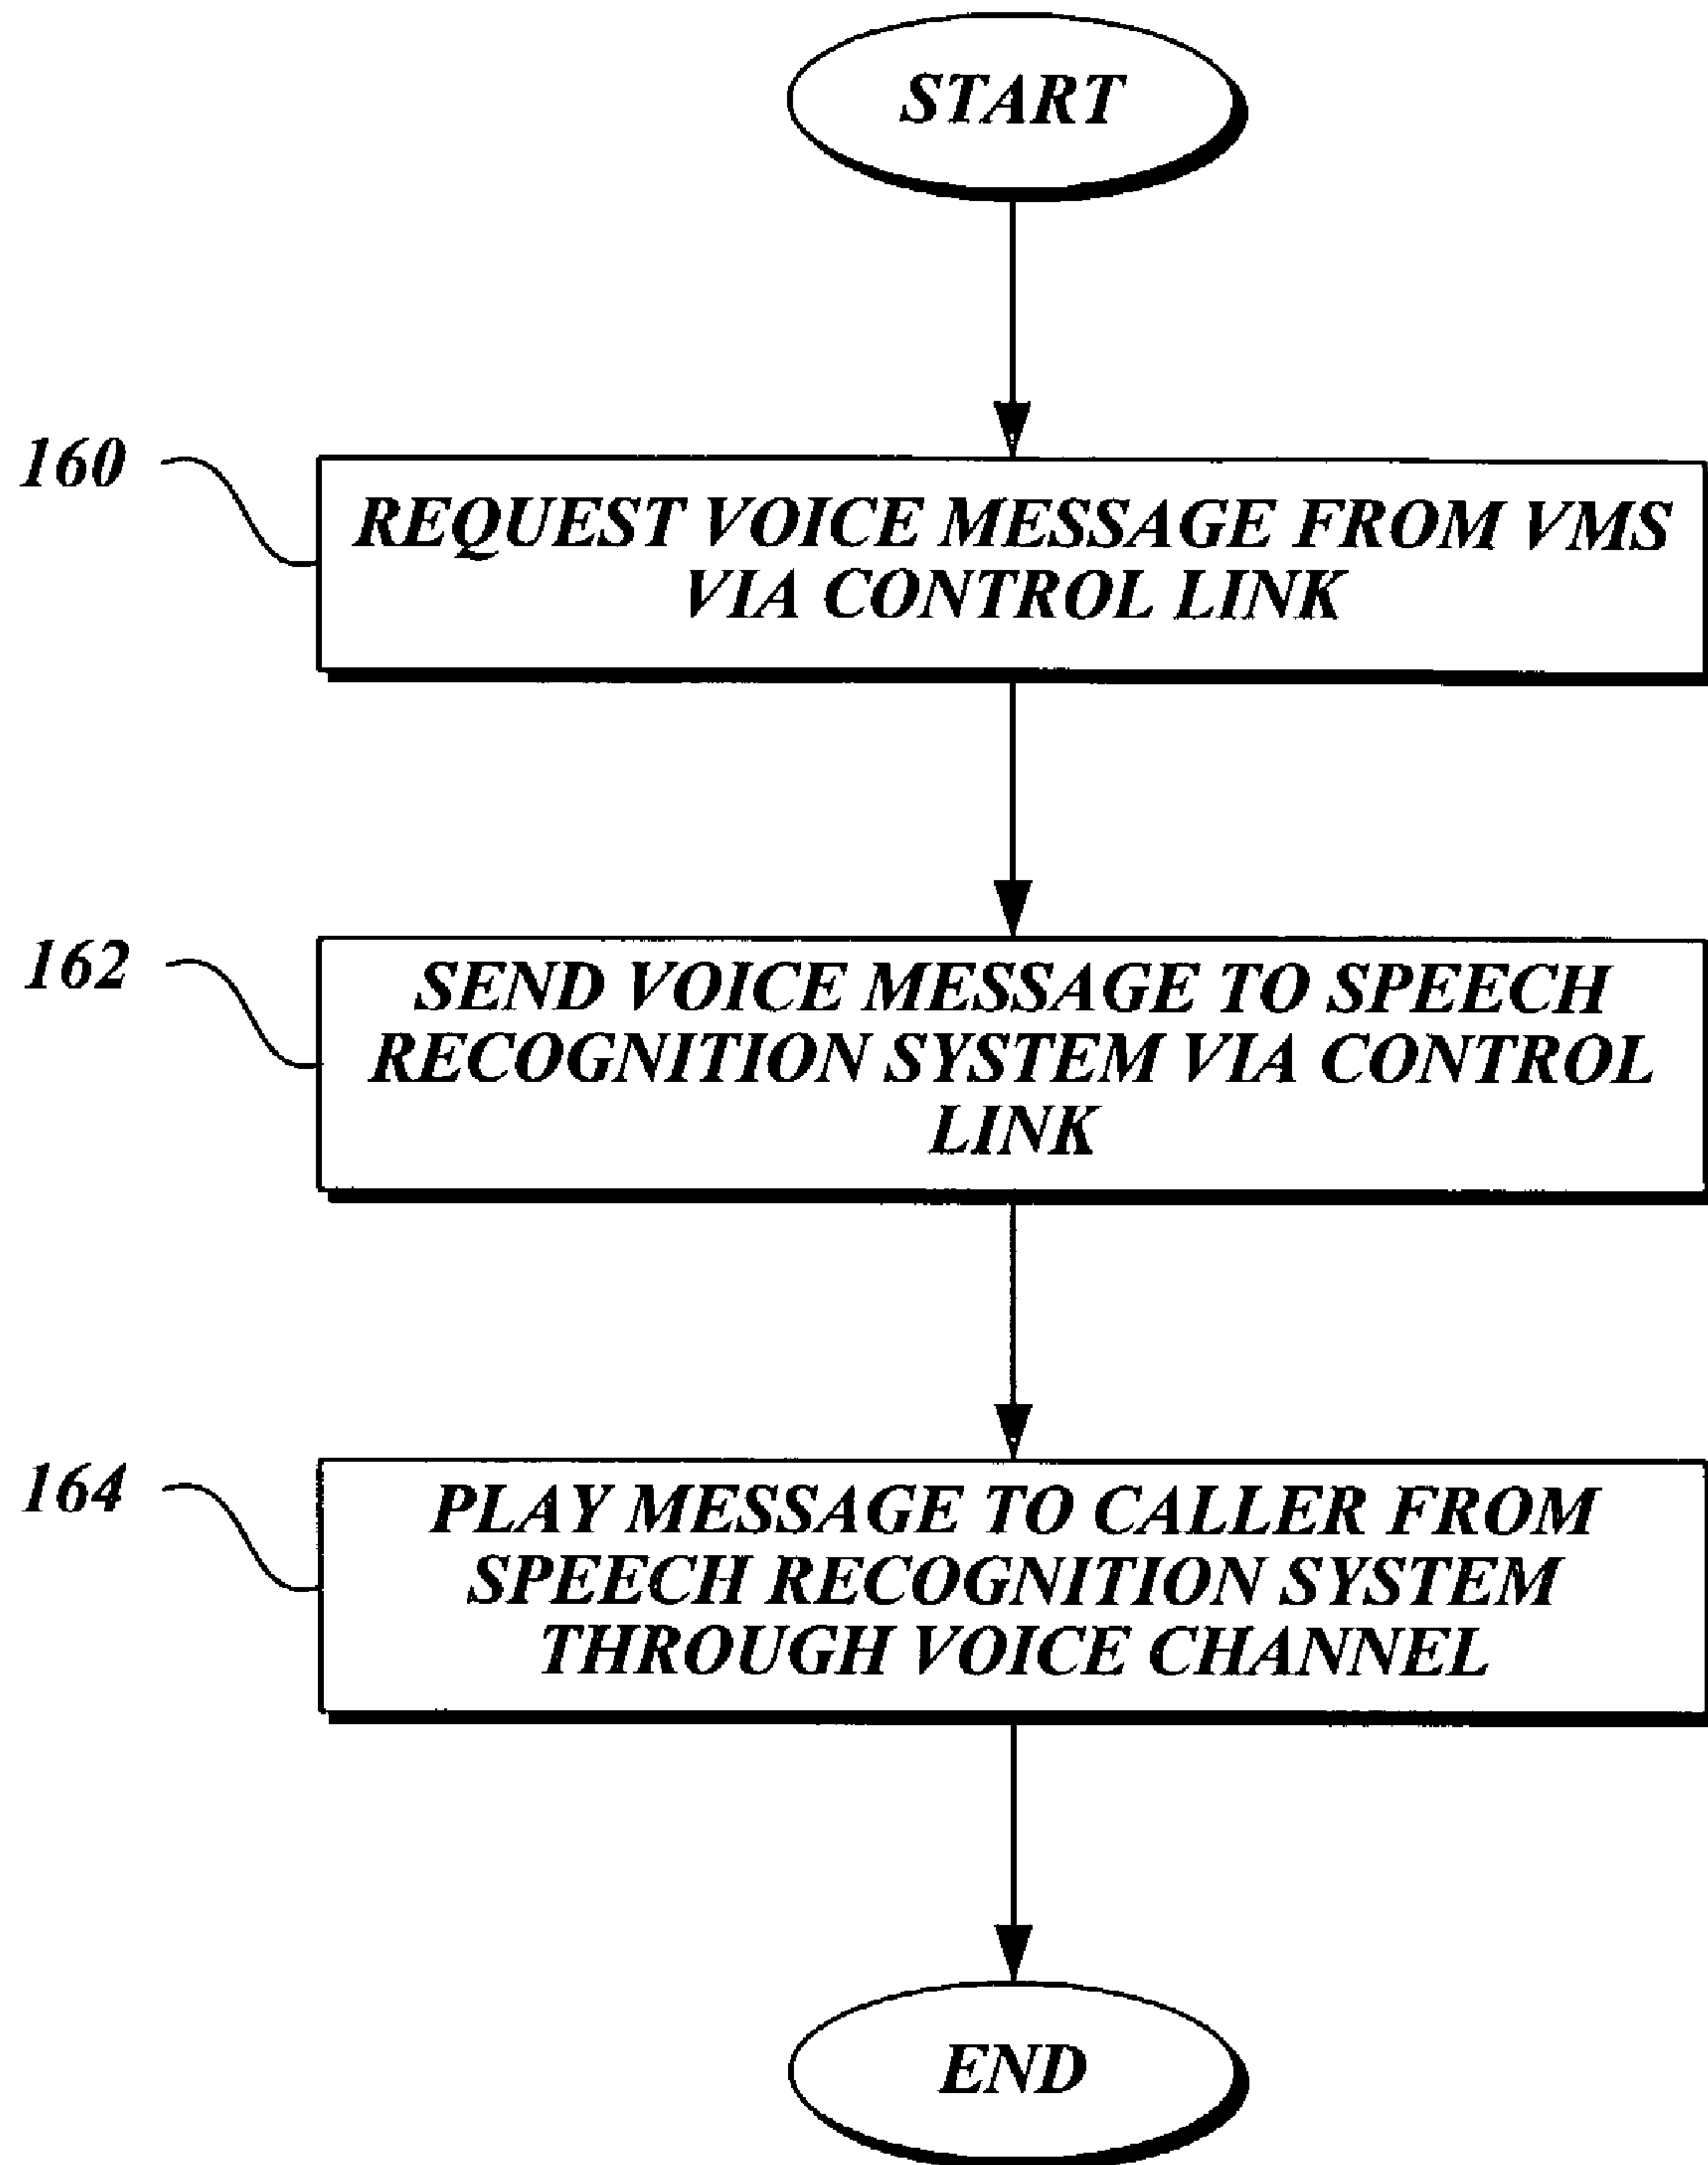 START
160
REQUEST VOICE MESSAGE FROM VMS
VIA CONTROL LINK
162
SEND VOICE MESSAGE TO SPEECH
RECOGNITION SYSTEM VIA CONTROL
LINK
164
PLAY MESSAGE TO CALLER FROM
SPEECH RECOGNITION SYSTEM
THROUGH VOICE CHANNEL
END